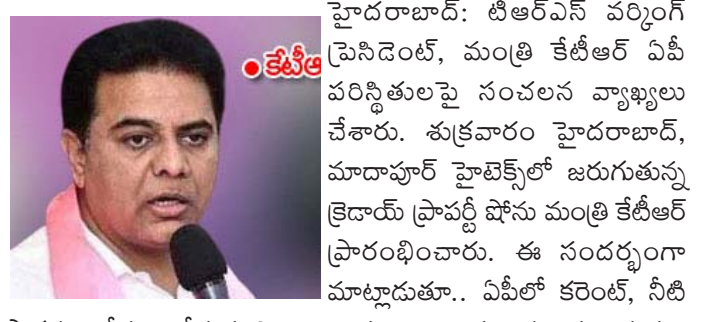 హైదరాబాద్: టీఆర్ఎస్ వర్కింగ్
ప్రెసిడెంట్, మంత్రి కేటీఆర్ ఏపీ
• కేటీఆ
పరిస్థితులపై సంచలన వ్యాఖ్యలు
చేశారు. శుక్రవారం హైదరాబాద్,
మాదాపూర్ హైటెక్స్‌లో జరుగుతున్న
క్రెడాయ్ ప్రాపర్టీ షోను మంత్రి కేటీఆర్
ప్రారంభించారు. ఈ సందర్భంగా
మాట్లాడుతూ.. ఏపీలో కరెంట్, నీటి